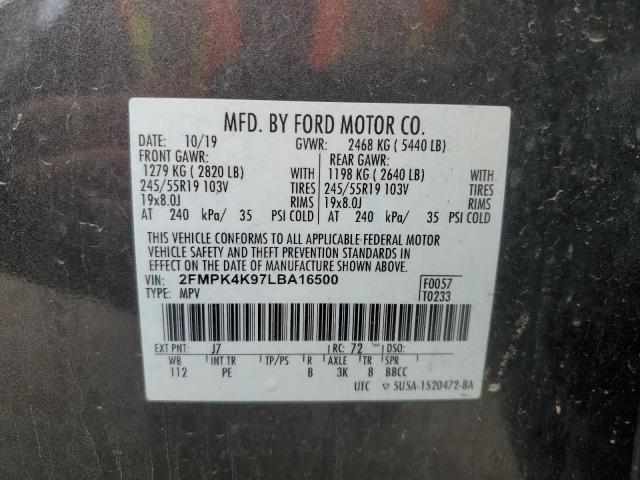 MFD. BY FORD MOTOR CO.
DATE: 10/19 GVWR: 2468 KG ( 5440 LB)
FRONT GAWR: REAR GAWR:
1279 KG ( 2820 LB) WITH 1198 KG ( 2640 LB) WITH
245/55R19 103V TIRES 245/55R19 103V TIRES
19x8.0J RIMS 19x8.0J RIMS
AT 240 kPa/ 35 PSI COLD AT 240 kPa/ 35 PSI COLD
THIS VEHICLE CONFORMS TO ALL APPLICABLE FEDERAL MOTOR
VEHICLE SAFETY AND THEFT PREVENTION STANDARDS IN
EFFECT ON THE DATE OF MANUFACTURE SHOWN ABOVE.
VIN: 2FMPK4K97LBA16500 F0057
TYPE: MPV T0233
EXT PNT: J7 RC: 72 DSO:
WB INT TR TP/PS R AXLE TR SPRINGS
112 PE B 3K 8 BBCC
UTC ▽ 5U5A-1520472-BA